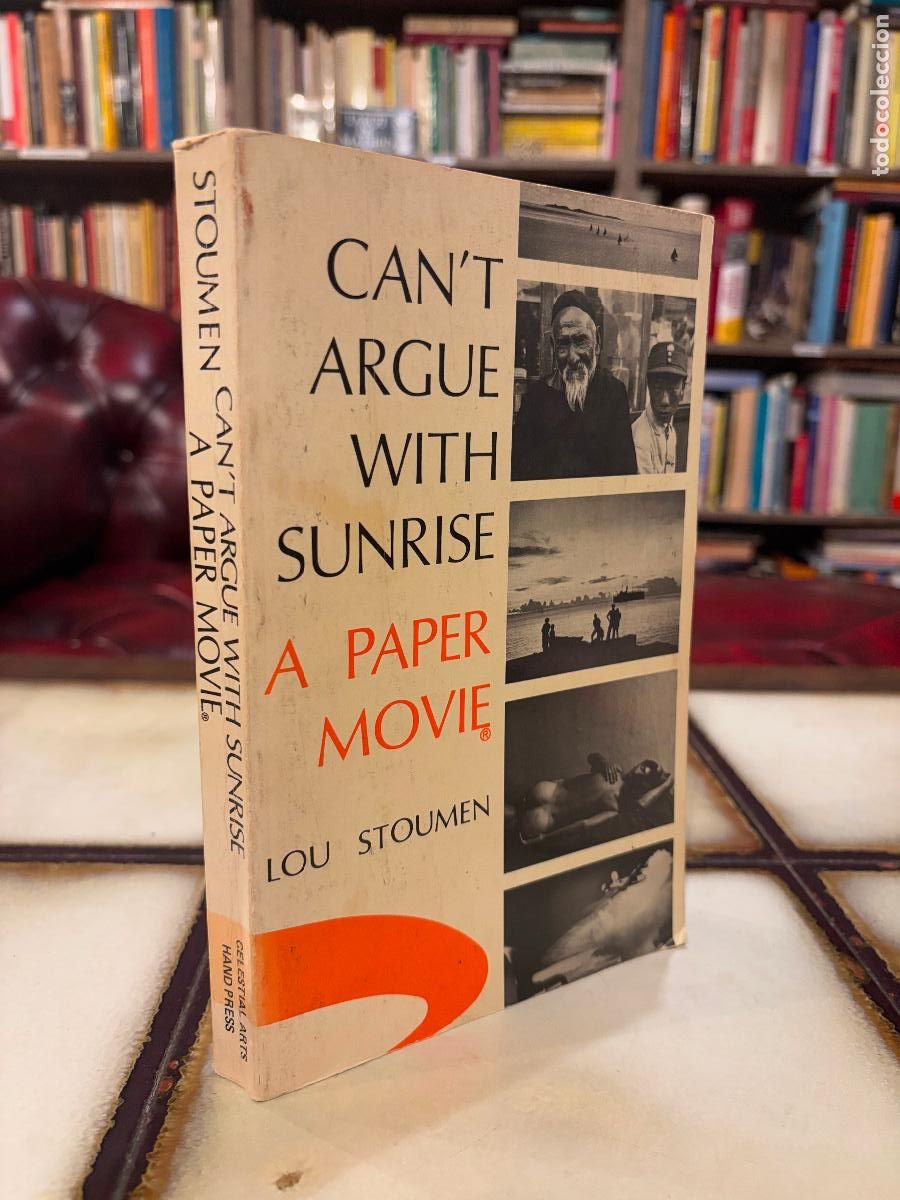 todocoleccion
STOUMEN CAN'T ARGUE WITH SUNRISE
A PAPER MOVIE®
CELESTIAL ARTS
HAND PRESS
CAN'T
ARGUE
WITH
SUNRISE
A PAPER
MOVIE®
LOU STOUMEN